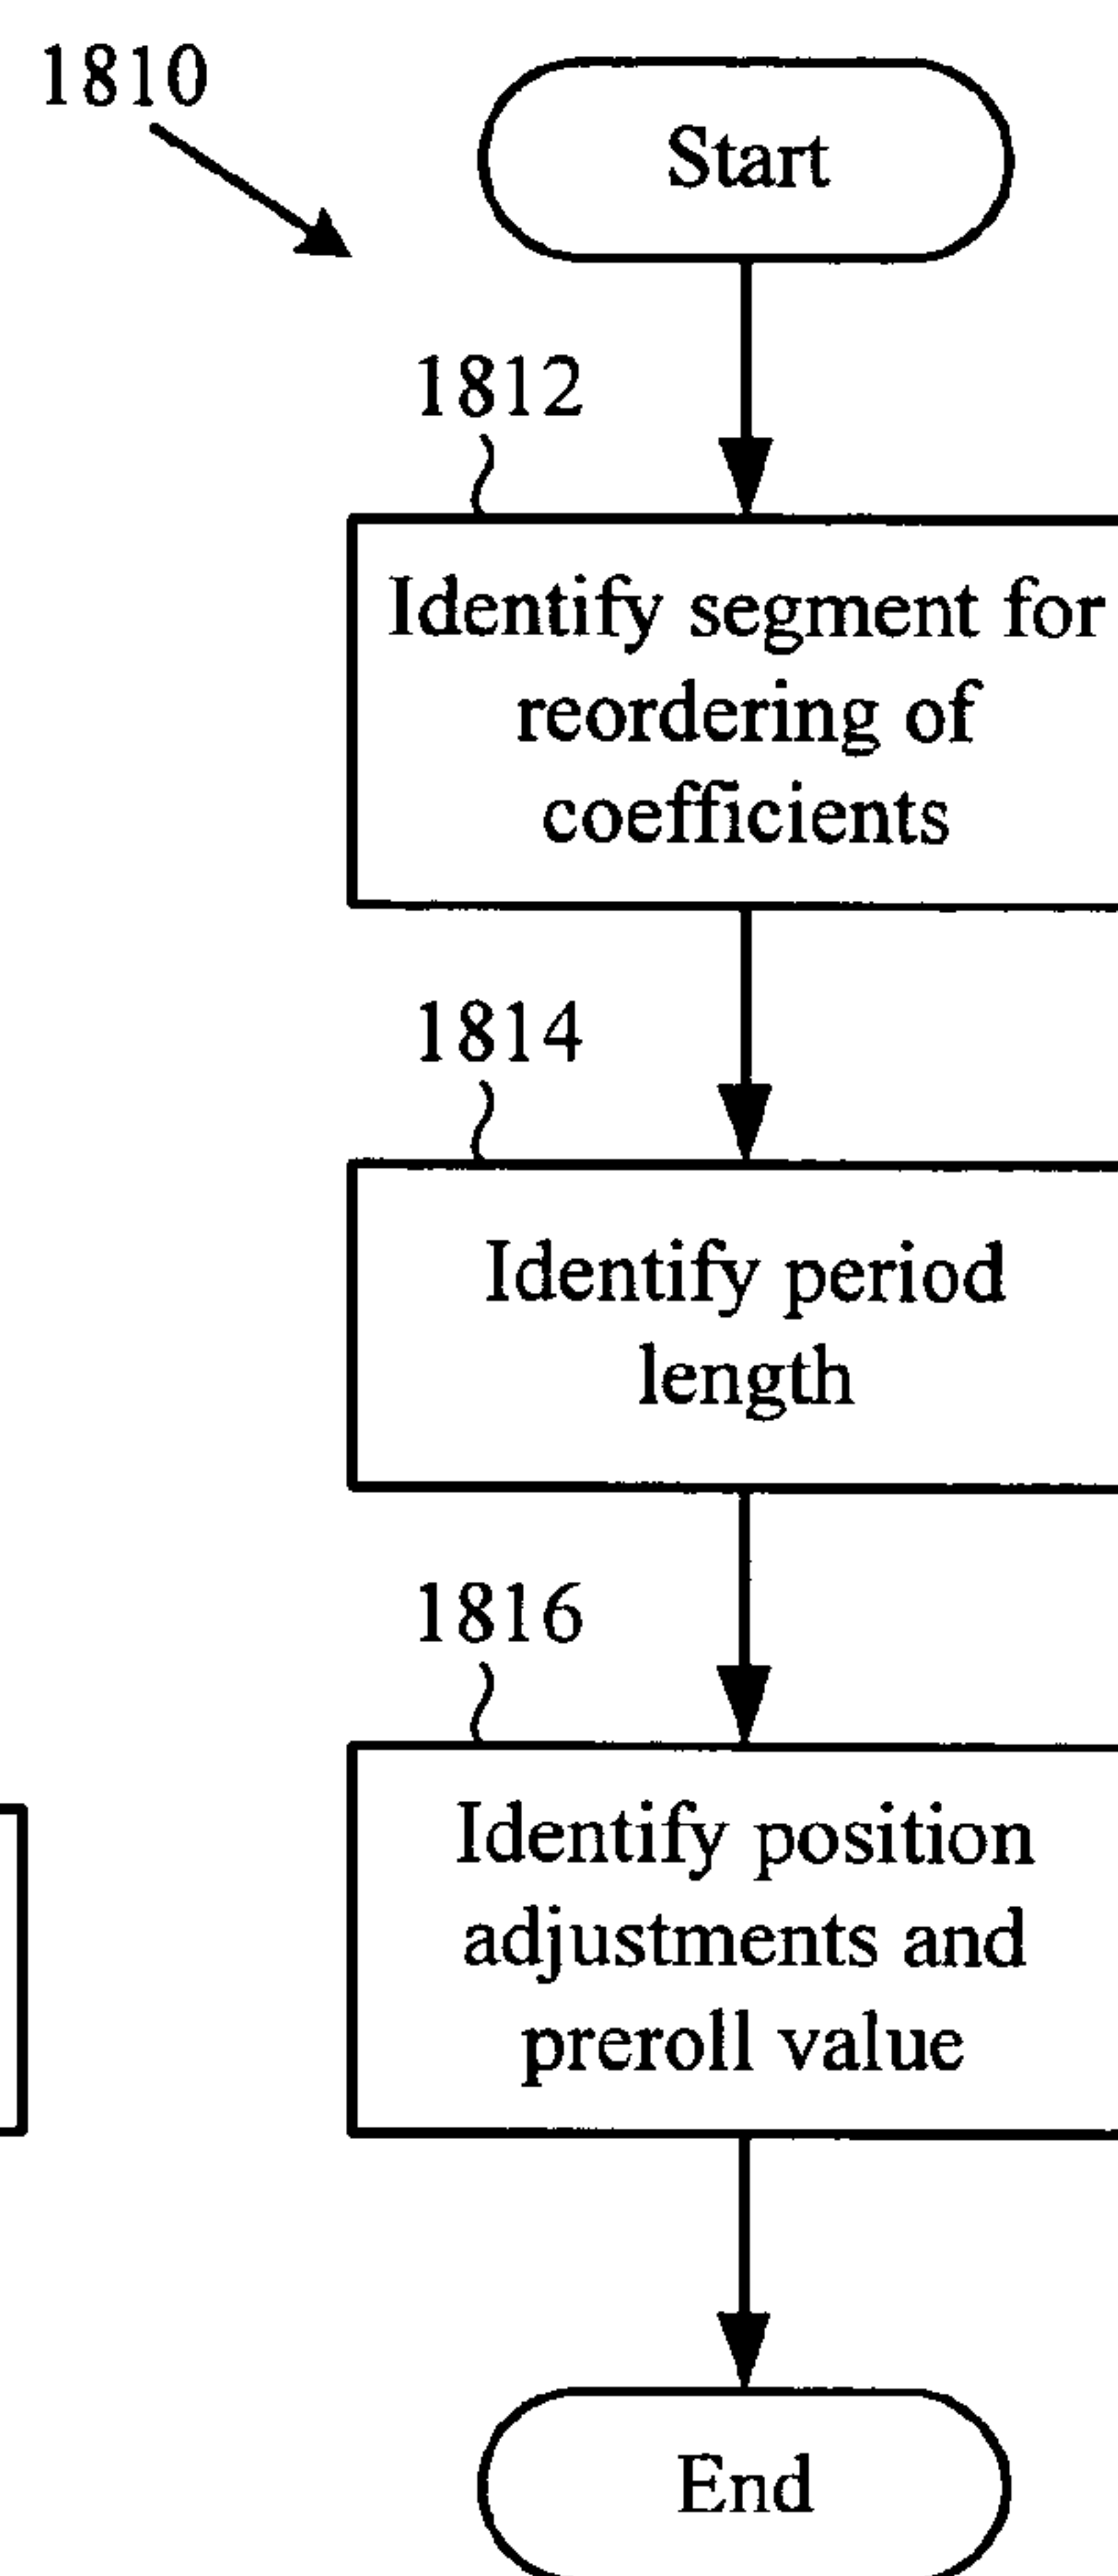 1810
Start
1812
Identify segment for
reordering of
coefficients
1814
Identify period
length
1816
Identify position
adjustments and
preroll value
End